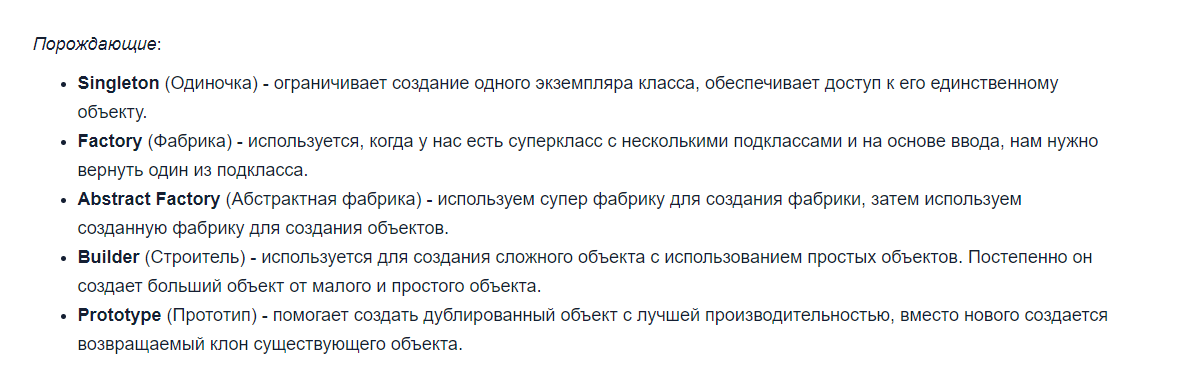 Порождающие:
• Singleton (Одиночка) - ограничивает создание одного экземпляра класса, обеспечивает доступ к его единственному
объекту.
• Factory (Фабрика) - используется, когда у нас есть суперкласс с несколькими подклассами и на основе ввода, нам нужно
вернуть один из подкласса.
• Abstract Factory (Абстрактная фабрика) - используем супер фабрику для создания фабрики, затем используем
созданную фабрику для создания объектов.
• Builder (Строитель) - используется для создания сложного объекта с использованием простых объектов. Постепенно он
создает больший объект от малого и простого объекта.
• Prototype (Прототип) - помогает создать дублированный объект с лучшей производительностью, вместо нового создается
возвращаемый клон существующего объекта.